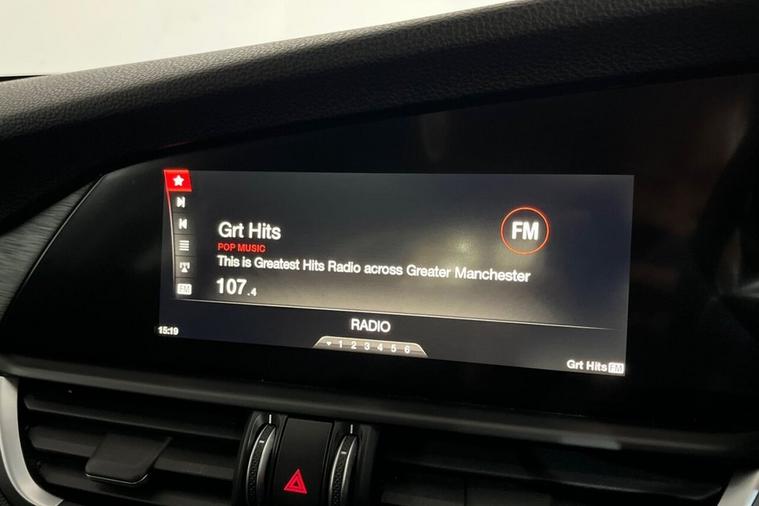 Grt Hits
FM
POP MUSIC
This is Greatest Hits Radio across Greater Manchester
107.4
FM
RADIO
15:19
1 2 3 4 5 6
Grt Hits FM